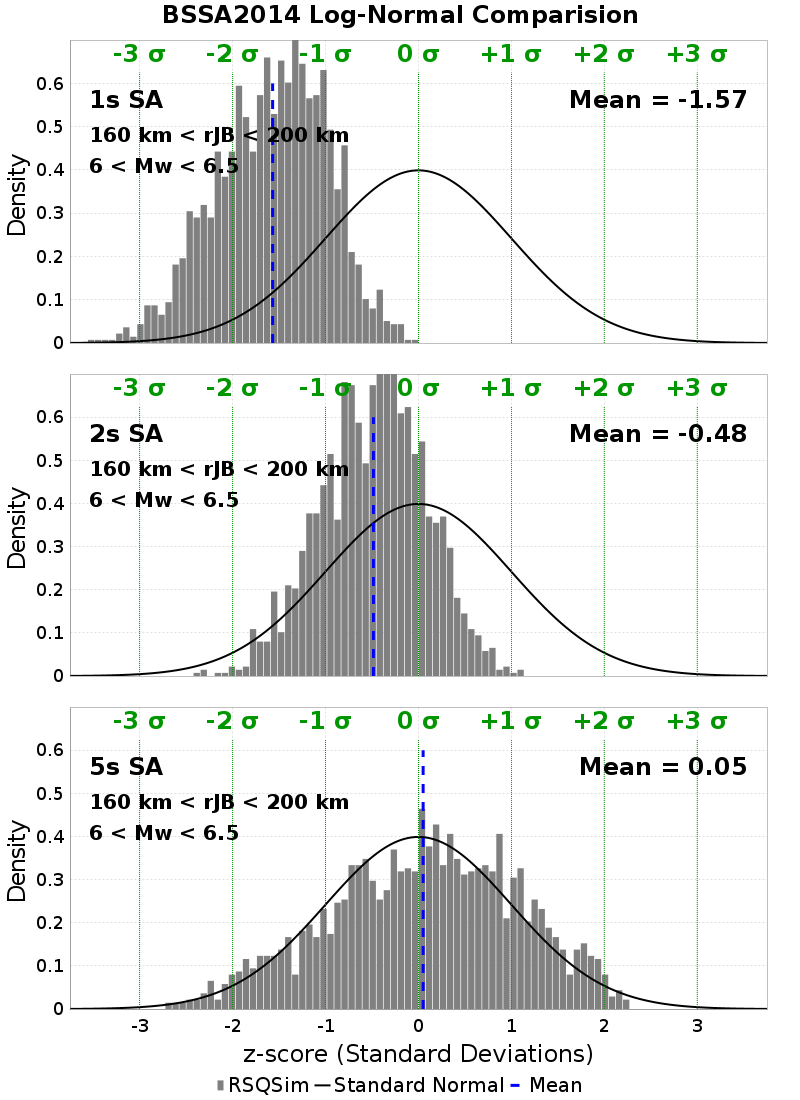 BSSA2014 Log-Normal Comparision
-3 σ -2 σ -1 σ 0 σ +1 σ +2 σ +3 σ
0.6
1s SA Mean = -1.57
0.5
160 km < rJB < 200 km
6 < Mw < 6.5
0.4
Density
0.3
0.2
0.1
0
-3 σ -2 σ -1 σ 0 σ +1 σ +2 σ +3 σ
0.6
2s SA Mean = -0.48
0.5
160 km < rJB < 200 km
6 < Mw < 6.5
0.4
Density
0.3
0.2
0.1
0
-3 σ -2 σ -1 σ 0 σ +1 σ +2 σ +3 σ
0.6
5s SA Mean = 0.05
0.5
160 km < rJB < 200 km
6 < Mw < 6.5
0.4
Density
0.3
0.2
0.1
0
-3 -2 -1 0 1 2 3
z-score (Standard Deviations)
RSQSim Standard Normal Mean